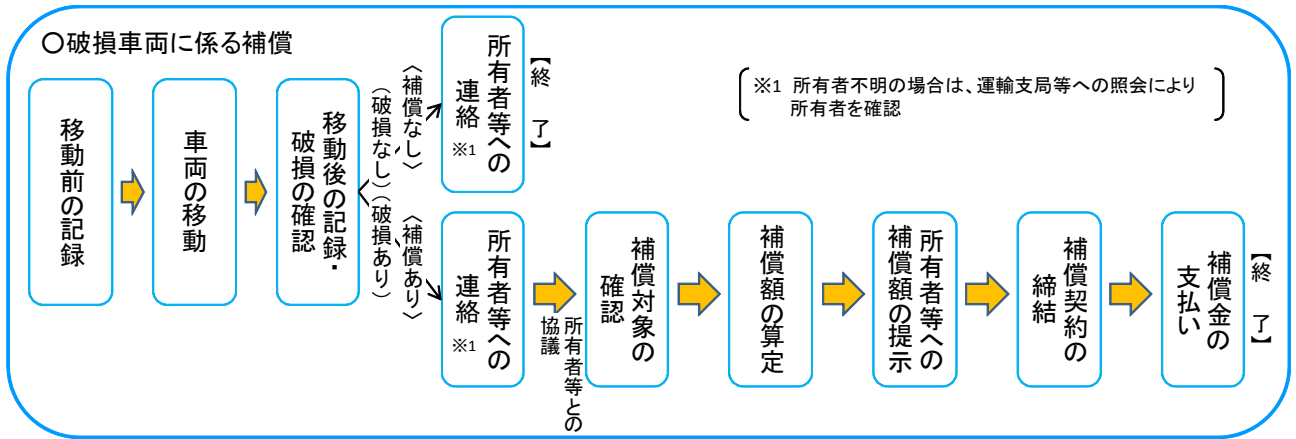 〇破損車両に係る補償
移動前の記録
車両の移動
移動後の記録・
破損の確認
(破損なし)
〈補償なし〉
所有者等への
連絡
※1
【終 了】
※1 所有者不明の場合は、運輸支局等への照会により
所有者を確認
(破損あり)
〈補償あり〉
所有者等への
連絡
※1
所有者等との
協議
補償対象の
確認
補償額の算定
所有者等への
補償額の提示
補償契約の
締結
補償金の
支払い
【終 了】